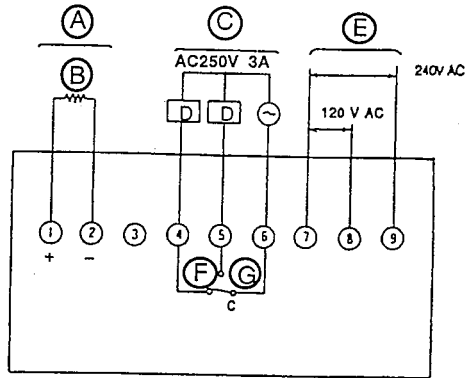 A C E
B AC250V 3A 240V AC
D D 120 V AC
1 2 3 4 5 6 7 8 9
+ - F G
C